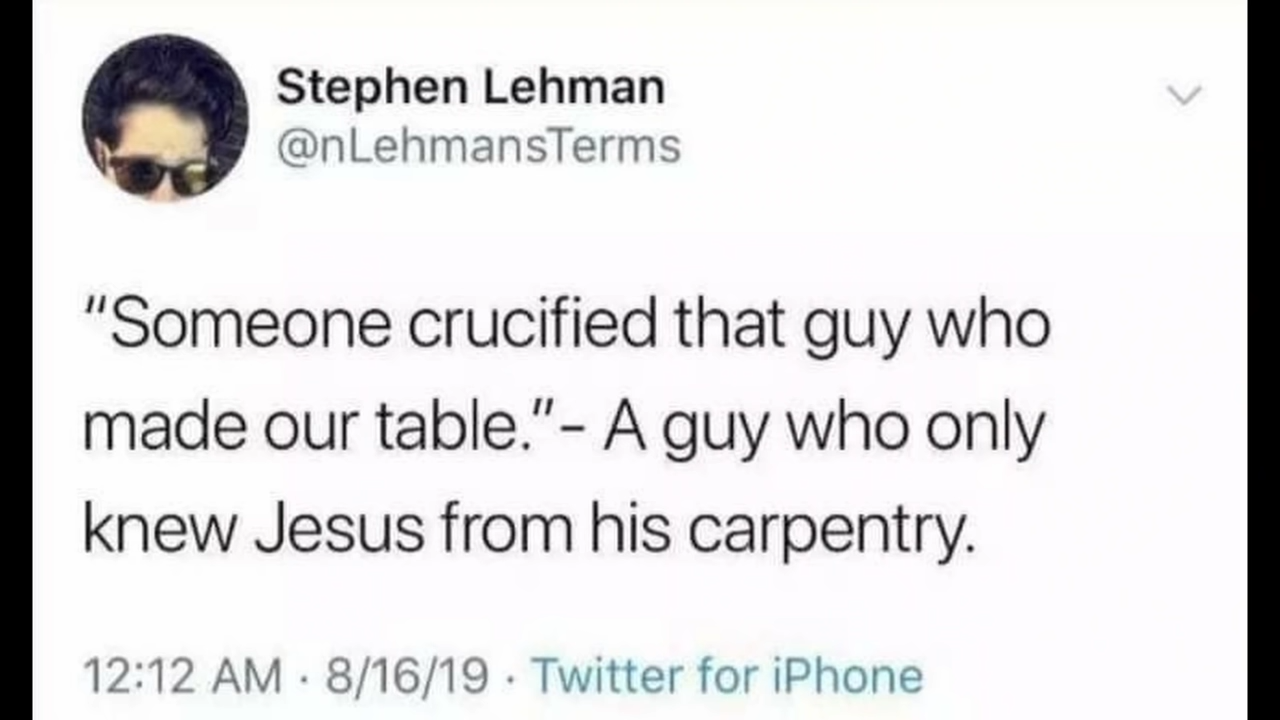 Stephen Lehman
@nLehmansTerms
"Someone crucified that guy who
made our table."- A guy who only
knew Jesus from his carpentry.
12:12 AM · 8/16/19 · Twitter for iPhone